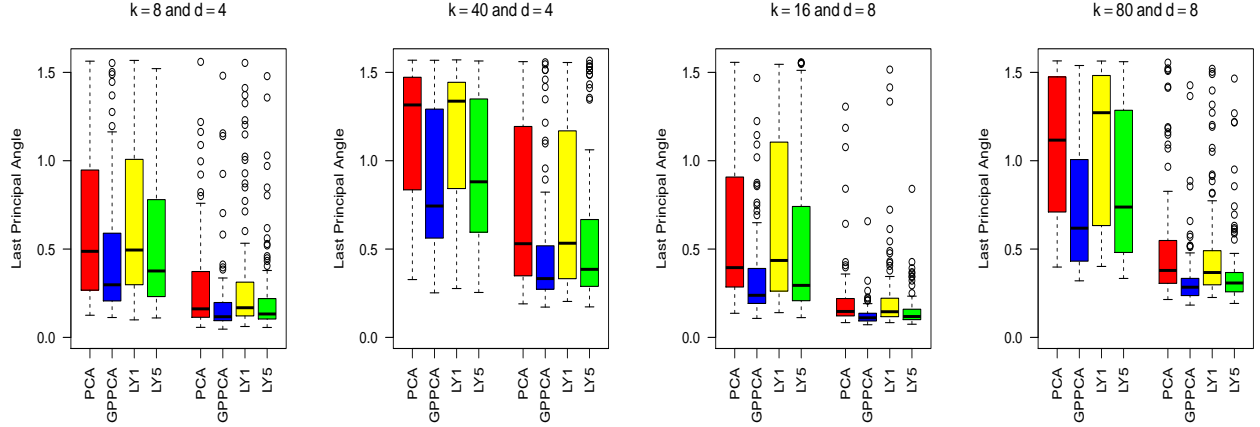 k = 8 and d = 4
Last Principal Angle
0.0
0.5
1.0
1.5
PCA
GPPCA
LY1
LY5
PCA
GPPCA
LY1
LY5
k = 40 and d = 4
Last Principal Angle
0.0
0.5
1.0
1.5
PCA
GPPCA
LY1
LY5
PCA
GPPCA
LY1
LY5
k = 16 and d = 8
Last Principal Angle
0.0
0.5
1.0
1.5
PCA
GPPCA
LY1
LY5
PCA
GPPCA
LY1
LY5
k = 80 and d = 8
Last Principal Angle
0.0
0.5
1.0
1.5
PCA
GPPCA
LY1
LY5
PCA
GPPCA
LY1
LY5